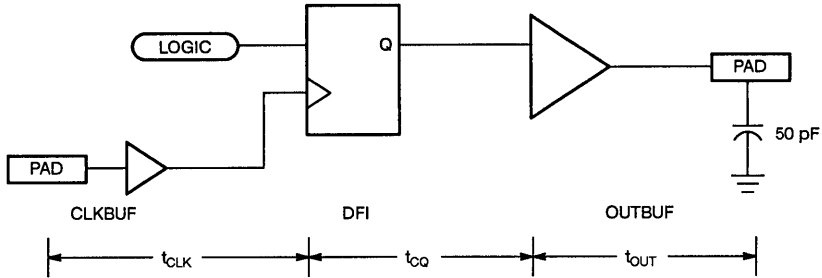 LOGIC
Q
PAD
50 pF
PAD
CLKBUF
DFI
OUTBUF
tCLK
tCQ
tOUT